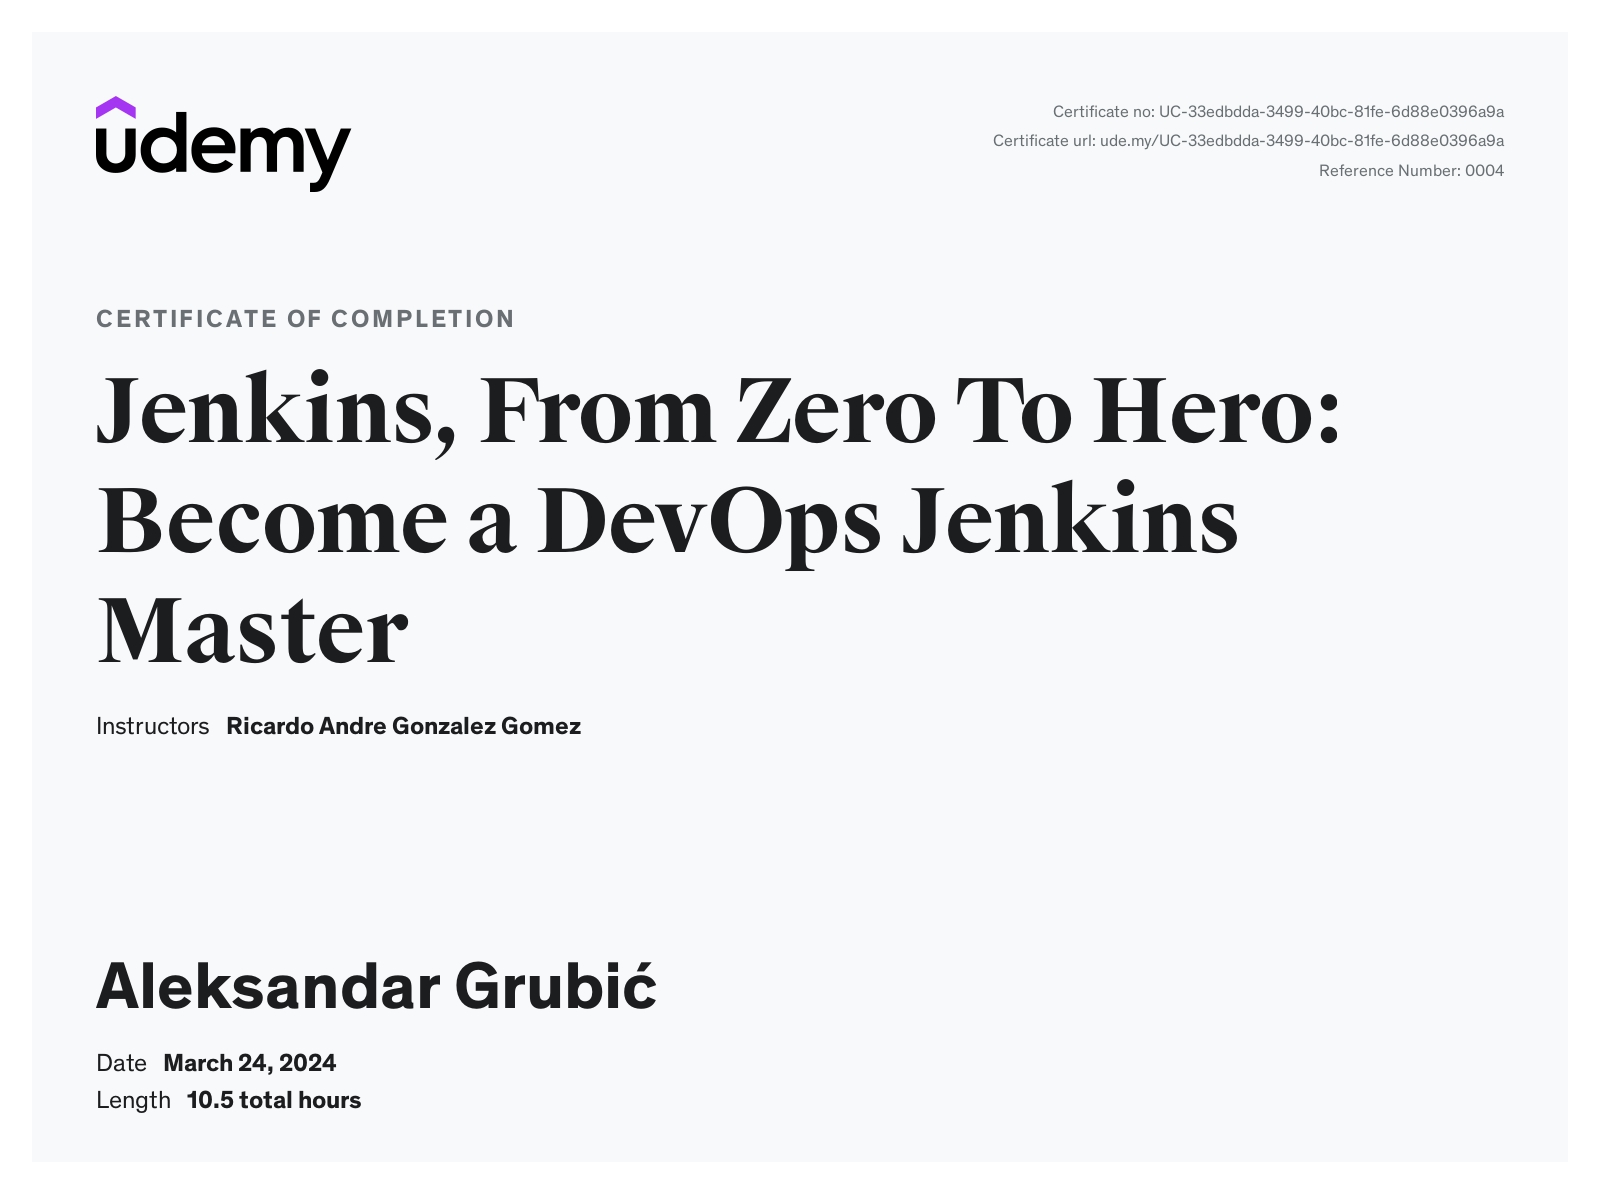 udemy
Certificate no: UC-33edbdda-3499-40bc-81fe-6d88e0396a9a
Certificate url: ude.my/UC-33edbdda-3499-40bc-81fe-6d88e0396a9a
Reference Number: 0004
CERTIFICATE OF COMPLETION
Jenkins, From Zero To Hero:
Become a DevOps Jenkins
Master
Instructors Ricardo Andre Gonzalez Gomez
Aleksandar Grubić
Date March 24, 2024
Length 10.5 total hours